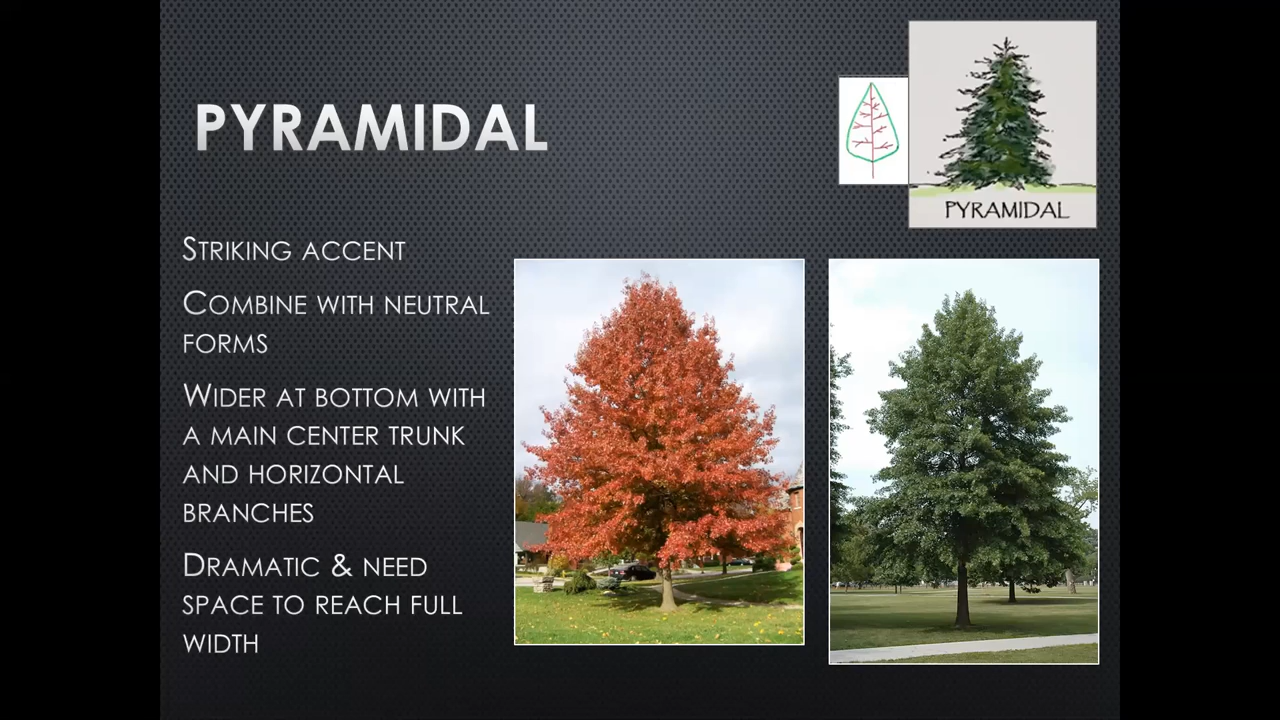 PYRAMIDAL
PYRAMIDAL
STRIKING ACCENT
COMBINE WITH NEUTRAL
FORMS
WIDER AT BOTTOM WITH
A MAIN CENTER TRUNK
AND HORIZONTAL
BRANCHES
DRAMATIC & NEED
SPACE TO REACH FULL
WIDTH